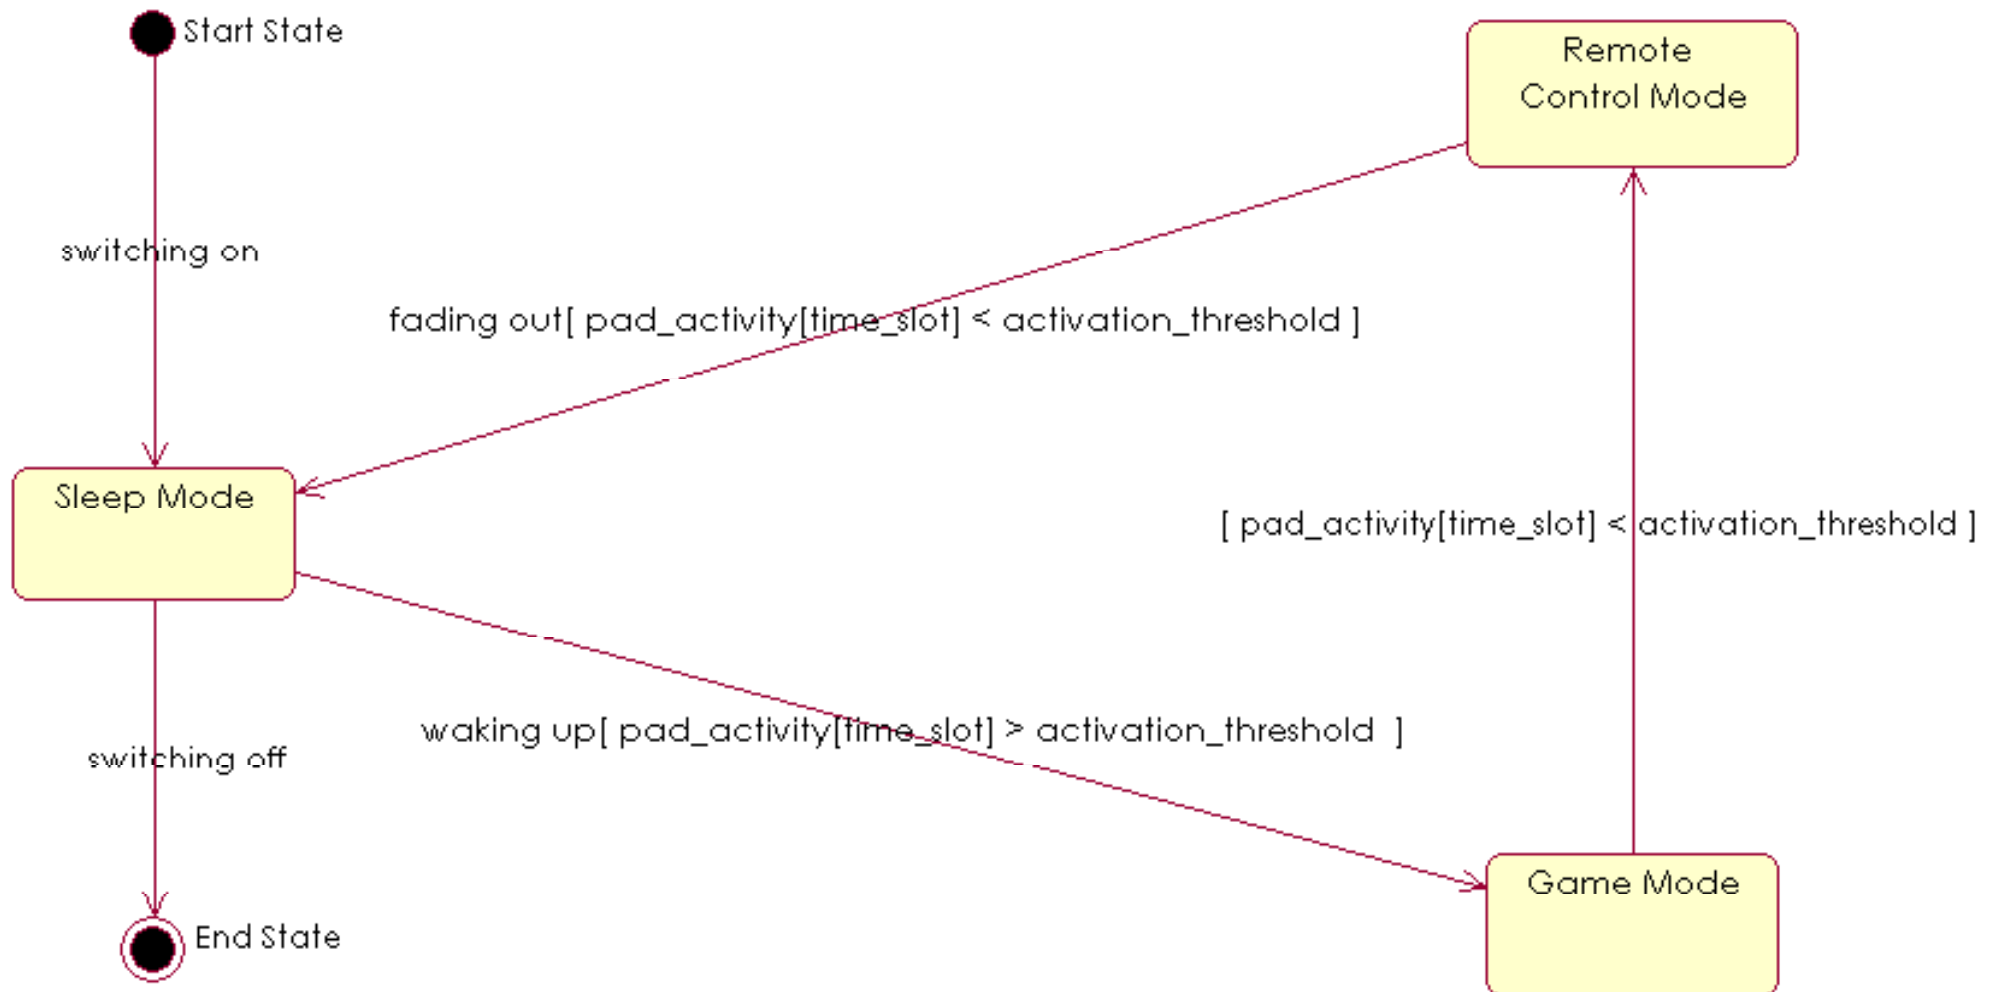 Start State
Remote
Control Mode
switching on
fading out[ pad_activity[time_slot] < activation_threshold ]
Sleep Mode
[ pad_activity[time_slot] < activation_threshold ]
waking up[ pad_activity[time_slot] > activation_threshold ]
switching off
Game Mode
End State